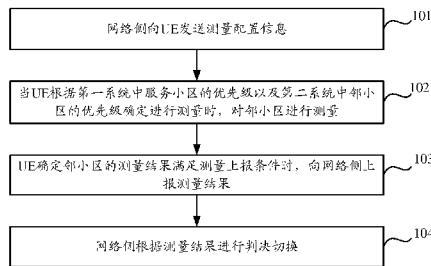 网络侧向UE发送测量配置信息
101
当UE根据第一系统中服务小区的优先级以及第二系统中邻小
区的优先级确定进行测量时，对邻小区进行测量
102
UE确定邻小区的测量结果满足测量上报条件时，向网络侧上
报测量结果
103
网络侧根据测量结果进行判决切换
104